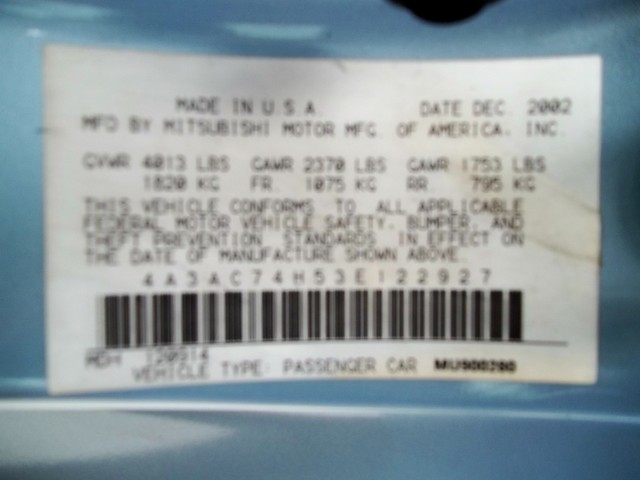 MADE IN U.S.A. DATE DEC. 2002
MFD BY MITSUBISHI MOTOR MFG. OF AMERICA, INC.
GVWR 4013 LBS GAWR 2370 LBS GAWR 1753 LBS
1820 KG FR. 1075 KG RR. 795 KG
THIS VEHICLE CONFORMS TO ALL APPLICABLE
FEDERAL MOTOR VEHICLE SAFETY, BUMPER, AND
THEFT PREVENTION STANDARDS IN EFFECT ON
THE DATE OF MANUFACTURE SHOWN ABOVE.
4A3AC74H53E122927
MDH 120914
VEHICLE TYPE: PASSENGER CAR MU900280